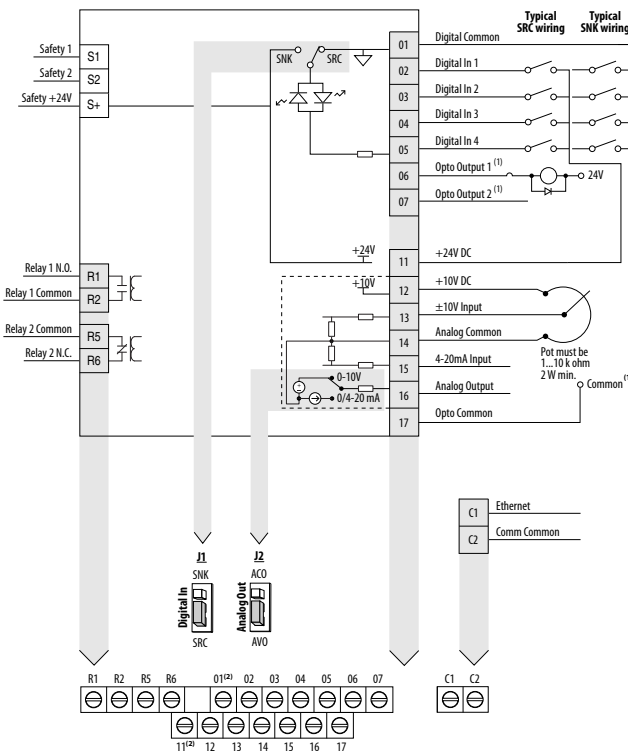 Typical Typical
SRC wiring SNK wiring
Safety 1 S1
Safety 2 S2
Safety +24V S+
SNK SRC
01 Digital Common
02 Digital In 1
03 Digital In 2
04 Digital In 3
05 Digital In 4
06 Opto Output 1 (1)
24V
07 Opto Output 2 (1)
+24V 11 +24V DC
+10V 12 +10V DC
13 ±10V Input
14 Analog Common
15 4-20mA Input
16 Analog Output
17 Opto Common
Relay 1 N.O. R1
Relay 1 Common R2
Relay 2 Common R5
Relay 2 N.C. R6
0-10V
0/4-20 mA
Pot must be
1...10 k ohm
2 W min.
Common
C1 Ethernet
C2 Comm Common
J1 J2
SNK ACO
Digital In Analog Out
SRC AVO
R1 R2 R5 R6 01(2) 02 03 04 05 06 07 C1 C2
11(2) 12 13 14 15 16 17